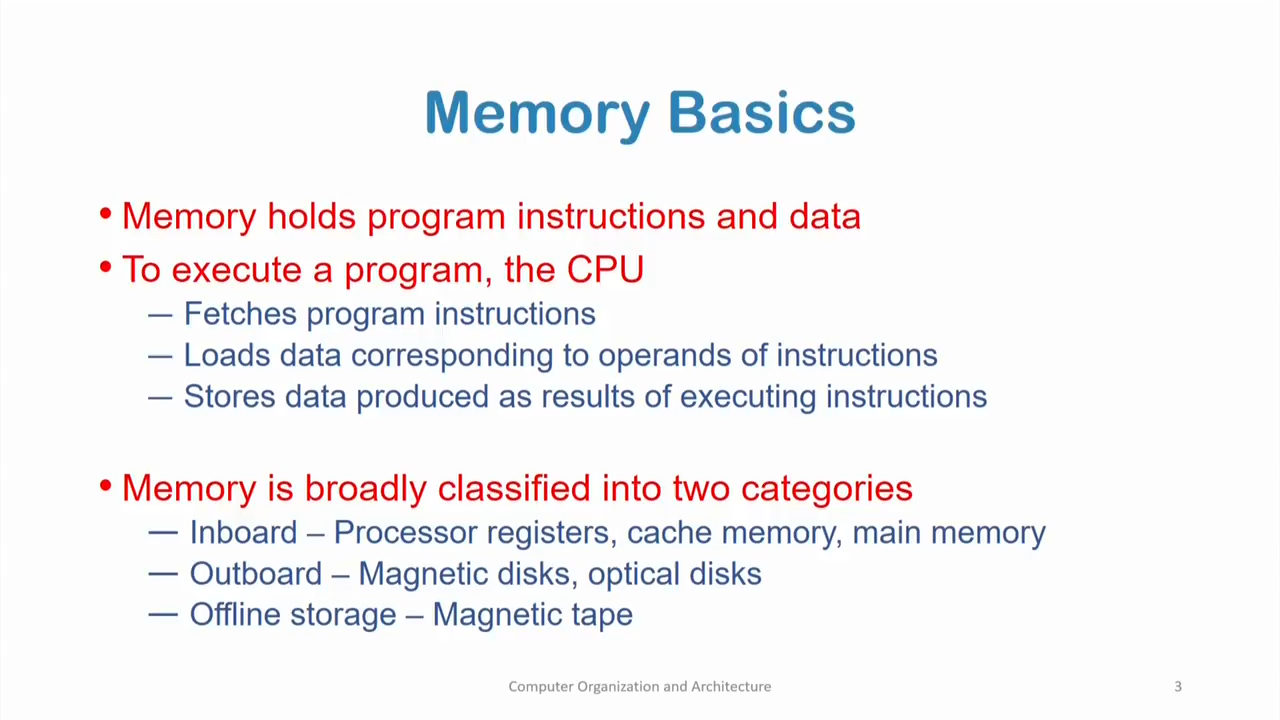 Memory Basics
• Memory holds program instructions and data
• To execute a program, the CPU
— Fetches program instructions
— Loads data corresponding to operands of instructions
— Stores data produced as results of executing instructions
• Memory is broadly classified into two categories
— Inboard – Processor registers, cache memory, main memory
— Outboard – Magnetic disks, optical disks
— Offline storage – Magnetic tape
Computer Organization and Architecture 3